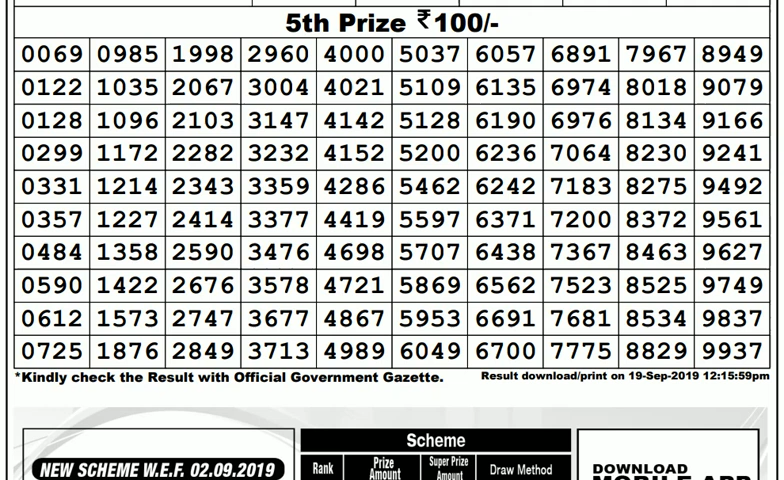 5th Prize ₹100/-
0069 0985 1998 2960 4000 5037 6057 6891 7967 8949
0122 1035 2067 3004 4021 5109 6135 6974 8018 9079
0128 1096 2103 3147 4142 5128 6190 6976 8134 9166
0299 1172 2282 3232 4152 5200 6236 7064 8230 9241
0331 1214 2343 3359 4286 5462 6242 7183 8275 9492
0357 1227 2414 3377 4419 5597 6371 7200 8372 9561
0484 1358 2590 3476 4698 5707 6438 7367 8463 9627
0590 1422 2676 3578 4721 5869 6562 7523 8525 9749
0612 1573 2747 3677 4867 5953 6691 7681 8534 9837
0725 1876 2849 3713 4989 6049 6700 7775 8829 9937
*Kindly check the Result with Official Government Gazette. Result download/print on 19-Sep-2019 12:15:59pm
NEW SCHEME W.E.F. 02.09.2019
Scheme
Rank Prize Amount Super Prize Amount Draw Method
DOWNLOAD
MOBILE APP